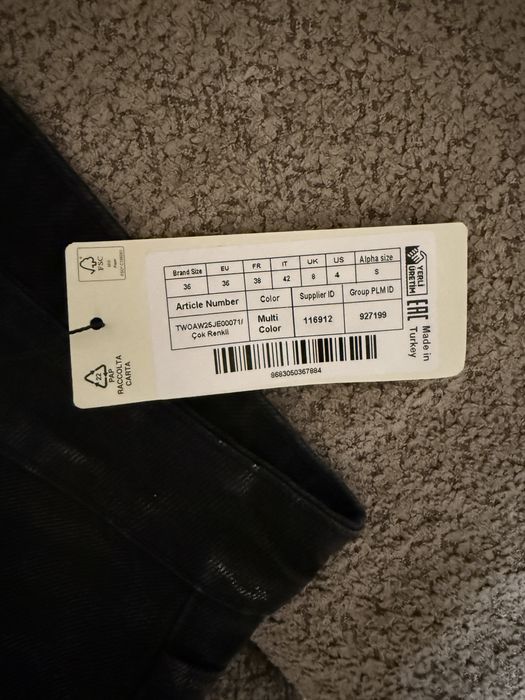 FSC
Brand Size EU FR IT UK US Alpha size
36 36 38 42 8 4 S
Article Number Color Supplier ID Group PLM ID
TWOAW25JE00071/
Çok Renkli
Multi
Color
116912 927199
8683050367884
YERLİ
ÜRETİM
EAC
Made in
Turkey
22
PAP
RACCOLTA
CARTA